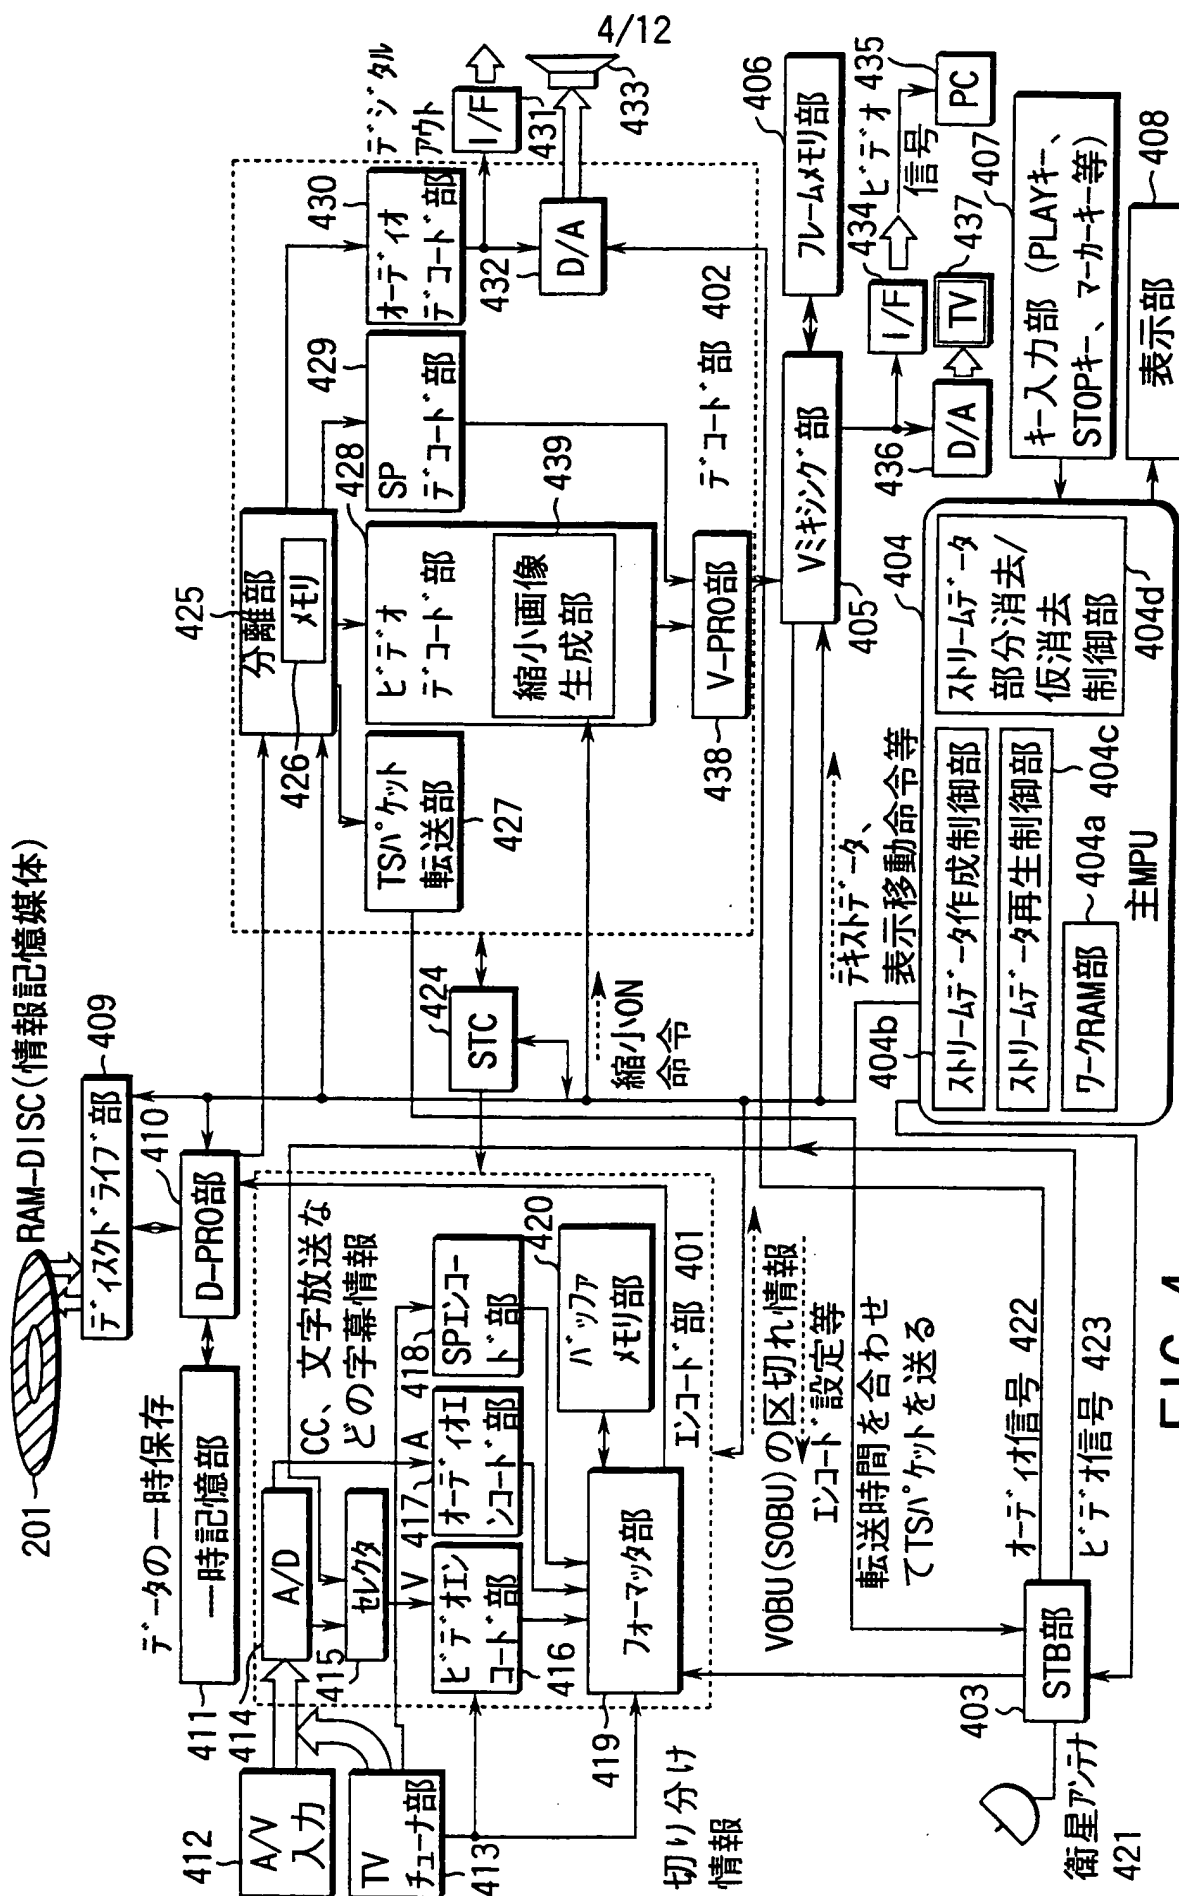 4/12
RAM-DISC(情報記憶媒体)
201
ディスクドライブ部
409
D-PRO部
410
データの一時保存
一時記憶部
411
A/V
入力
412
TV
チューナ部
413
切り分け
情報
A/D
414
セレクタ
415
V
A
CC、文字放送な
どの字幕情報
ビデオエン
コード部
416
オーディオエ
ンコード部
417
SPエンコー
ド部
418
フォーマッタ部
419
バッファ
メモリ部
420
エンコード部 401
STC
424
縮小ON
命令
分離部
425
メモリ
426
TSパケット
転送部
427
ビデオ
デコード部
428
縮小画像
生成部
439
SP
デコード部
429
オーディオ
デコード部
430
デジタル
アウト
I/F
431
D/A
432
433
V-PRO部
438
デコード部 402
Vミキシング部
405
フレームメモリ部
406
I/F
434
ビデオ
信号
PC
435
D/A
436
TV
437
キー入力部(PLAYキー、
STOPキー、マーカーキー等)
407
表示部
408
テキストデータ、
表示移動命令等
404
404b
ストリームデータ作成制御部
ストリームデータ再生制御部
404c
ワークRAM部
404a
ストリームデータ
部分消去/
仮消去
制御部
404d
主MPU
VOBU(SOBU)の区切れ情報
エンコード設定等
転送時間を合わせ
てTSパケットを送る
オーディオ信号 422
ビデオ信号 423
STB部
403
衛星アンテナ
421